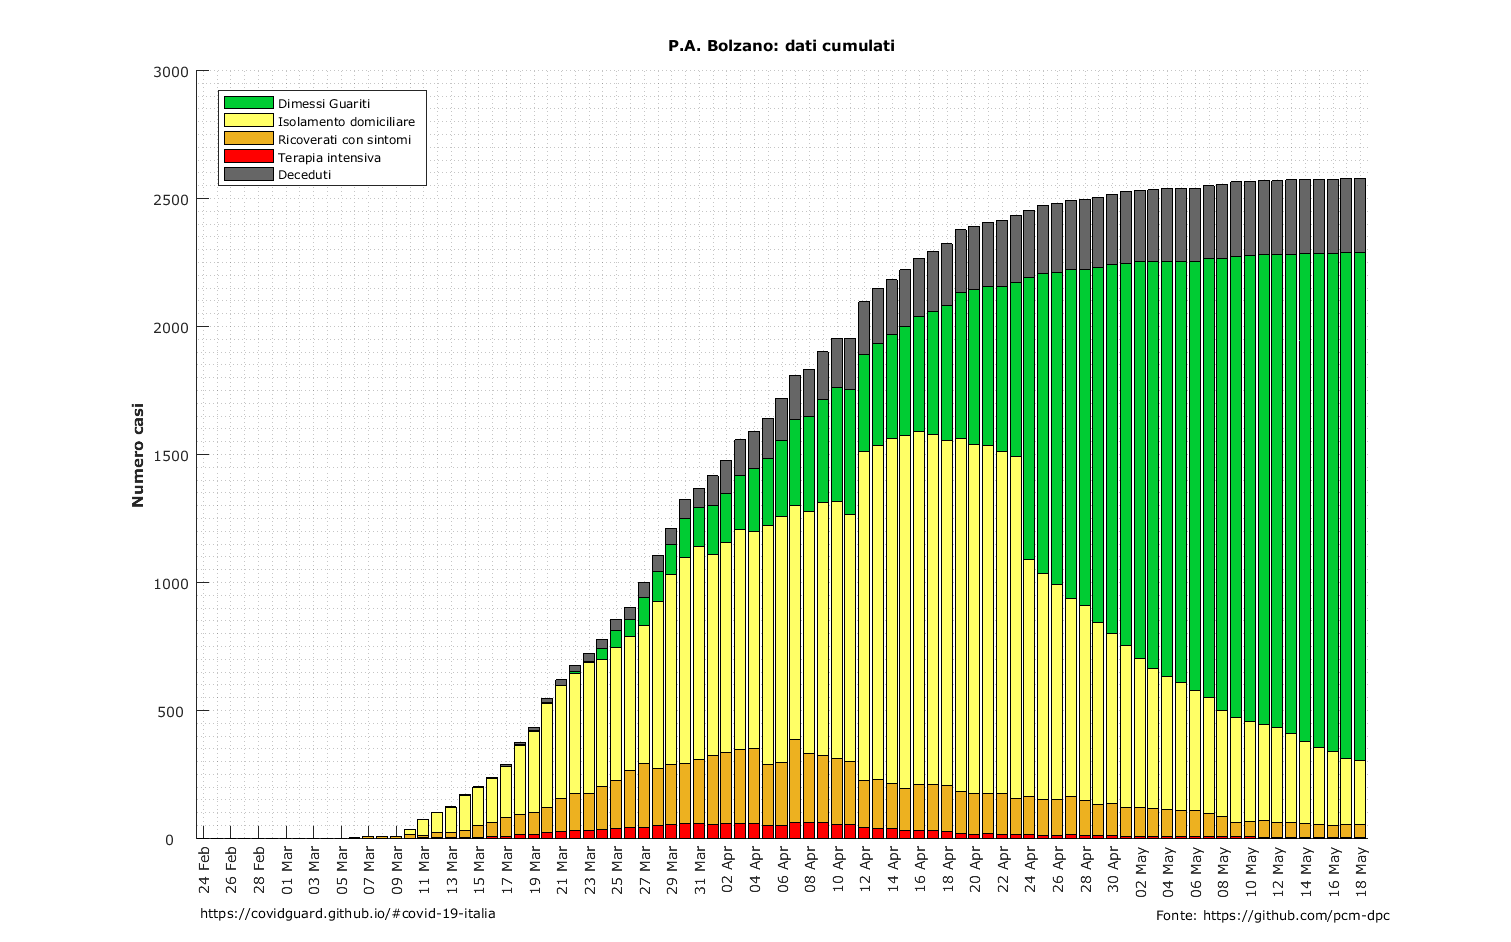 P.A. Bolzano: dati cumulati
3000
2500
2000
1500
1000
500
0
Numero casi
Dimessi Guariti
Isolamento domiciliare
Ricoverati con sintomi
Terapia intensiva
Deceduti
24 Feb
26 Feb
28 Feb
01 Mar
03 Mar
05 Mar
07 Mar
09 Mar
11 Mar
13 Mar
15 Mar
17 Mar
19 Mar
21 Mar
23 Mar
25 Mar
27 Mar
29 Mar
31 Mar
02 Apr
04 Apr
06 Apr
08 Apr
10 Apr
12 Apr
14 Apr
16 Apr
18 Apr
20 Apr
22 Apr
24 Apr
26 Apr
28 Apr
30 Apr
02 May
04 May
06 May
08 May
10 May
12 May
14 May
16 May
18 May
https://covidguard.github.io/#covid-19-italia
Fonte: https://github.com/pcm-dpc